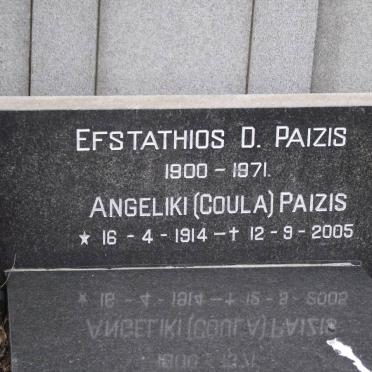 EFSTATHIOS D. PAIZIS
1900 - 1971.
ANGELIKI (COULA) PAIZIS
★ 16 - 4 - 1914 - † 12 - 9 - 2005